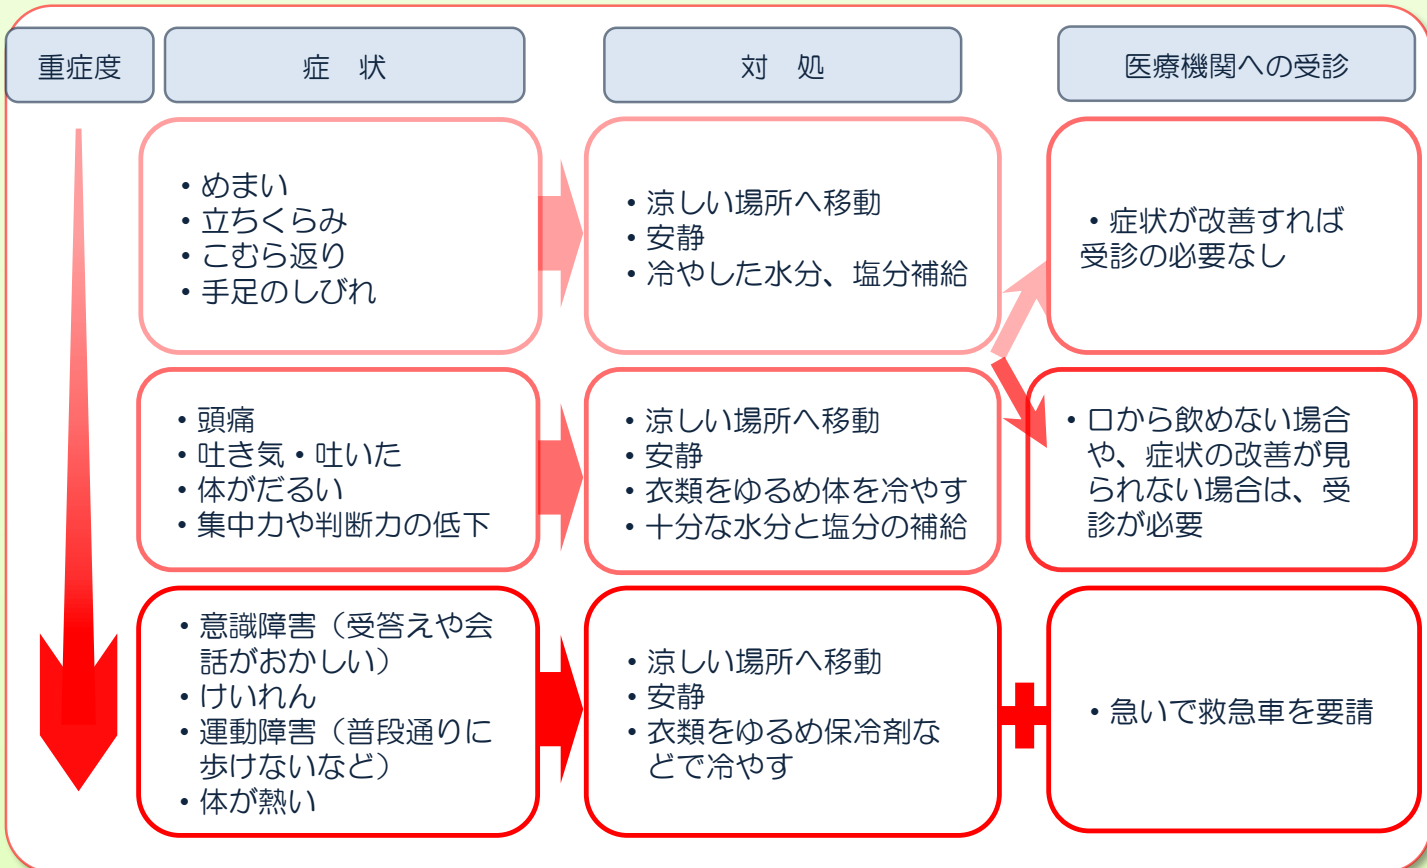 重症度
症　状
対　処
医療機関への受診
・めまい
・立ちくらみ
・こむら返り
・手足のしびれ
・涼しい場所へ移動
・安静
・冷やした水分、塩分補給
・症状が改善すれば
受診の必要なし
・頭痛
・吐き気・吐いた
・体がだるい
・集中力や判断力の低下
・涼しい場所へ移動
・安静
・衣類をゆるめ体を冷やす
・十分な水分と塩分の補給
・口から飲めない場合
や、症状の改善が見
られない場合は、受
診が必要
・意識障害（受答えや会
話がおかしい）
・けいれん
・運動障害（普段通りに
歩けないなど）
・体が熱い
・涼しい場所へ移動
・安静
・衣類をゆるめ保冷剤な
どで冷やす
・急いで救急車を要請